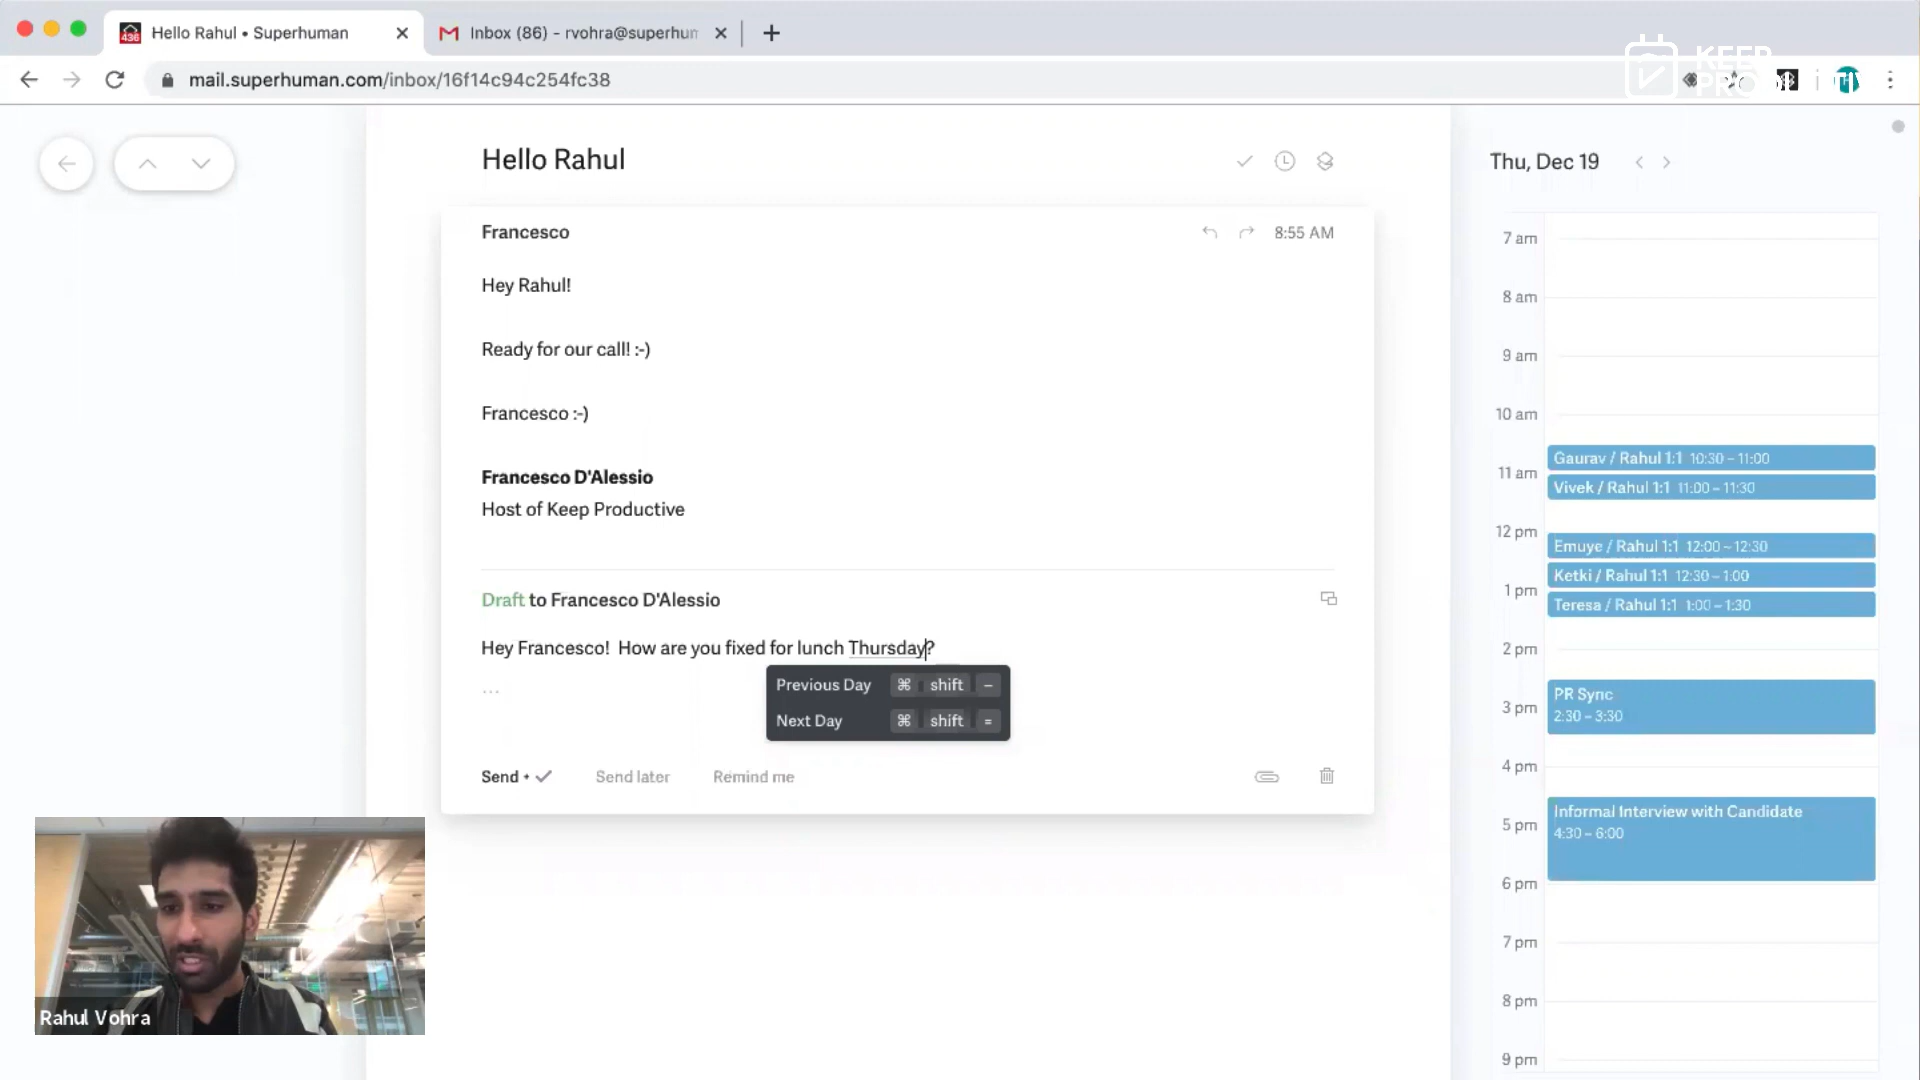 Hello Rahul • Superhuman
Inbox (86) - rvohra@superhun
mail.superhuman.com/inbox/16f14c94c254fc38
KEEP
Hello Rahul
Francesco
8:55 AM
Hey Rahul!
Ready for our call! :-)
Francesco :-)
Francesco D'Alessio
Host of Keep Productive
Draft to Francesco D'Alessio
Hey Francesco!  How are you fixed for lunch Thursday?
...
Previous Day ⌘ shift –
Next Day ⌘ shift =
Send + ✓ Send later Remind me
Thu, Dec 19
7 am
8 am
9 am
10 am
Gaurav / Rahul 1:1 10:30 – 11:00
11 am
Vivek / Rahul 1:1 11:00 – 11:30
12 pm
Emuye / Rahul 1:1 12:00 – 12:30
Ketki / Rahul 1:1 12:30 – 1:00
1 pm
Teresa / Rahul 1:1 1:00 – 1:30
2 pm
PR Sync
2:30 – 3:30
3 pm
4 pm
Informal Interview with Candidate
4:30 – 6:00
5 pm
6 pm
7 pm
8 pm
9 pm
Rahul Vohra